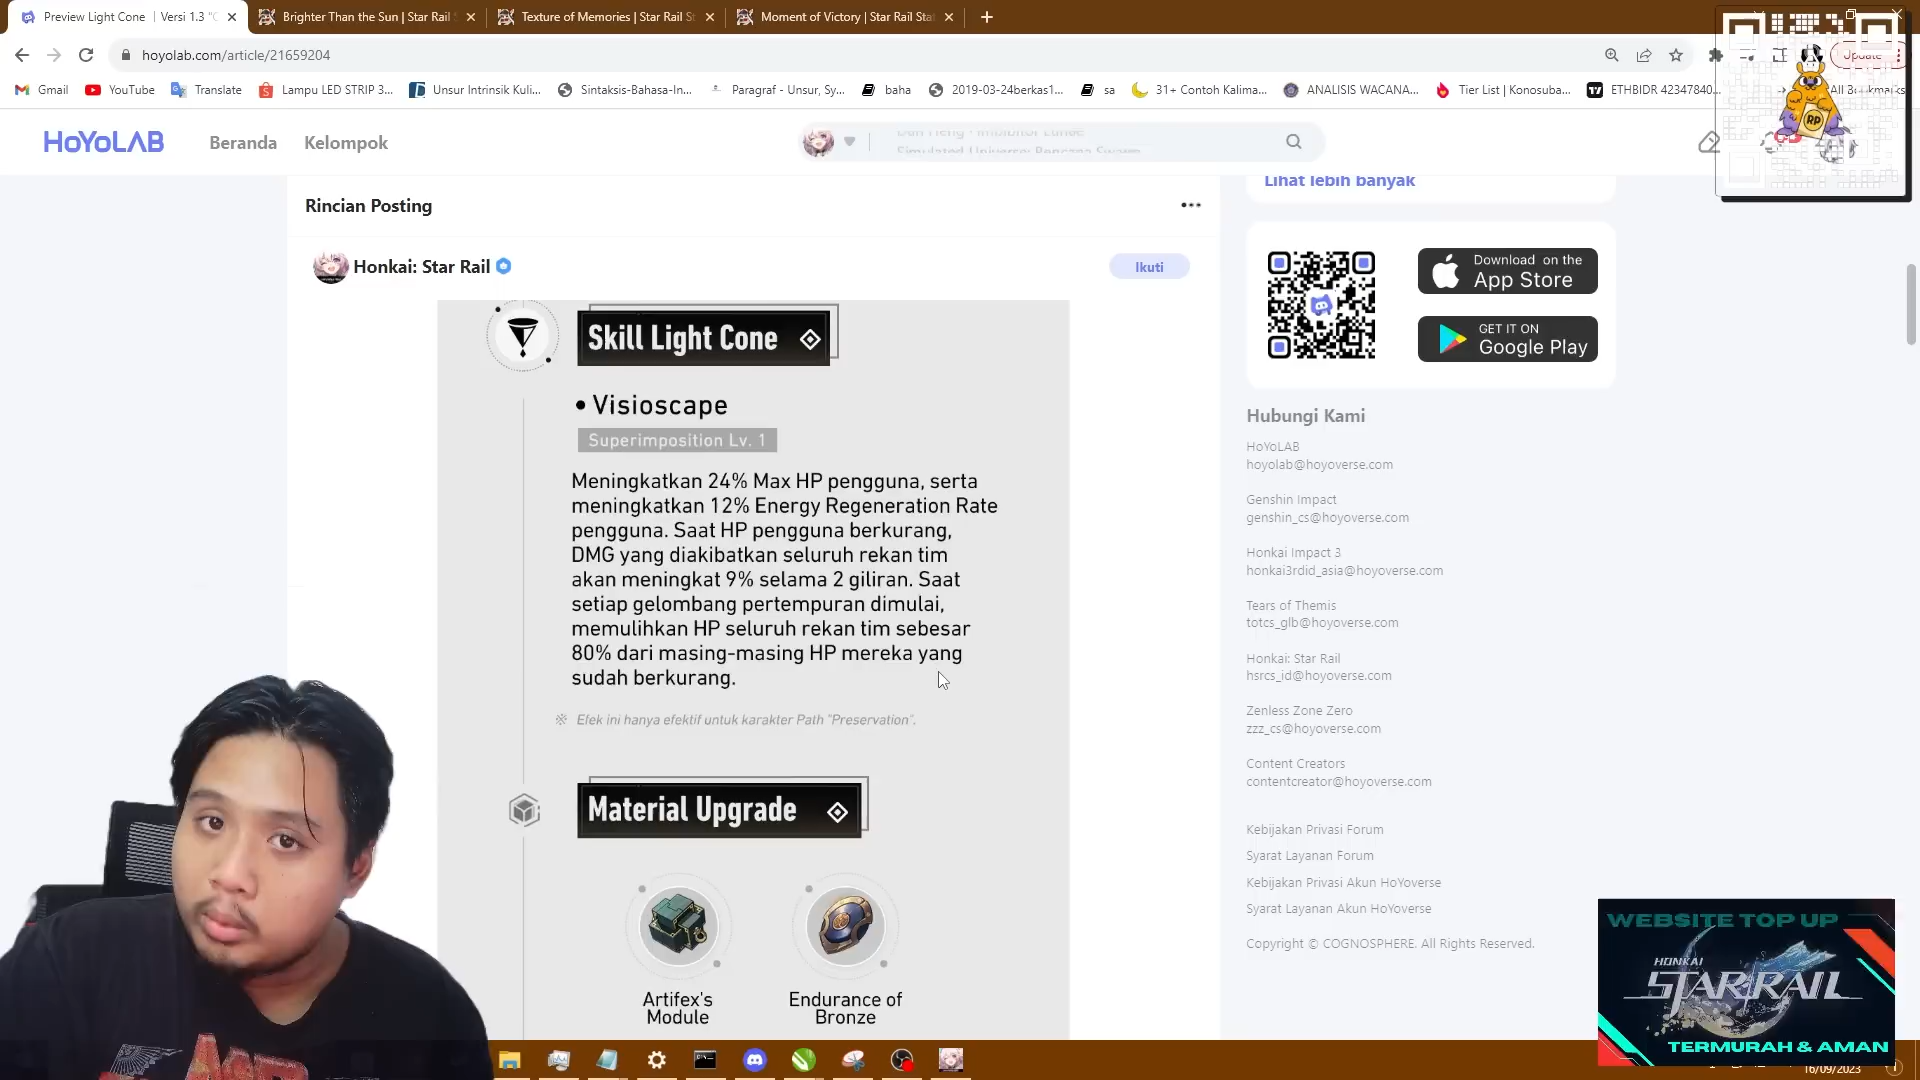 Preview Light Cone | Versi 1.3 "C
Brighter Than the Sun | Star Rail
Texture of Memories | Star Rail St
Moment of Victory | Star Rail Sta
hoyolab.com/article/21659204
Update
Gmail
YouTube
Translate
Lampu LED STRIP 3...
Unsur Intrinsik Kuli...
Sintaksis-Bahasa-In...
Paragraf - Unsur, Sy...
baha
2019-03-24berkas1...
sa
31+ Contoh Kalima...
ANALISIS WACANA...
Tier List | Konosuba...
ETHBIDR 42347840...
All Bookmarks
RP
HoYoLAB
Beranda
Kelompok
Rincian Posting
Honkai: Star Rail
Ikuti
Skill Light Cone
• Visioscape
Superimposition Lv. 1
Meningkatkan 24% Max HP pengguna, serta
meningkatkan 12% Energy Regeneration Rate
pengguna. Saat HP pengguna berkurang,
DMG yang diakibatkan seluruh rekan tim
akan meningkat 9% selama 2 giliran. Saat
setiap gelombang pertempuran dimulai,
memulihkan HP seluruh rekan tim sebesar
80% dari masing-masing HP mereka yang
sudah berkurang.
※ Efek ini hanya efektif untuk karakter Path "Preservation".
Material Upgrade
Artifex's
Module
Endurance of
Bronze
Lihat lebih banyak
Download on the
App Store
GET IT ON
Google Play
Hubungi Kami
HoYoLAB
hoyolab@hoyoverse.com
Genshin Impact
genshin_cs@hoyoverse.com
Honkai Impact 3
honkai3rdid_asia@hoyoverse.com
Tears of Themis
totcs_glb@hoyoverse.com
Honkai: Star Rail
hsrcs_id@hoyoverse.com
Zenless Zone Zero
zzz_cs@hoyoverse.com
Content Creators
contentcreator@hoyoverse.com
Kebijakan Privasi Forum
Syarat Layanan Forum
Kebijakan Privasi Akun HoYoverse
Syarat Layanan Akun HoYoverse
Copyright © COGNOSPHERE. All Rights Reserved.
WEBSITE TOP UP
HONKAI
STAR RAIL
TERMURAH & AMAN
16/09/2023